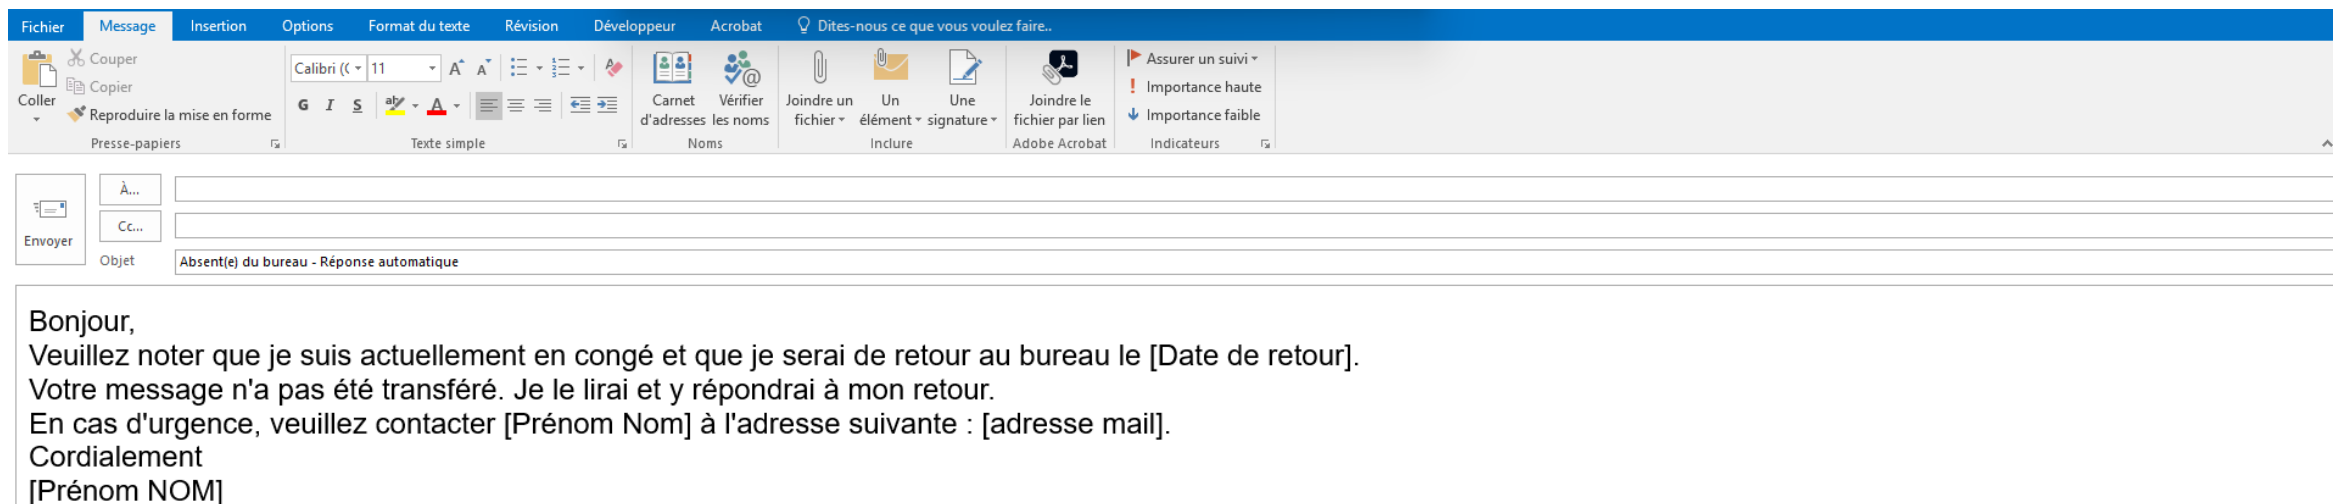 Fichier Message Insertion Options Format du texte Révision Développeur Acrobat Dites-nous ce que vous voulez faire..
Couper
Copier
Reproduire la mise en forme
Coller
Presse-papiers
Calibri (( 11
G I S
Texte simple
Carnet d'adresses
Vérifier les noms
Noms
Joindre un fichier
Un élément
Une signature
Inclure
Joindre le fichier par lien
Adobe Acrobat
Assurer un suivi
Importance haute
Importance faible
Indicateurs
Envoyer
À...
Cc...
Objet Absent(e) du bureau - Réponse automatique
Bonjour,
Veuillez noter que je suis actuellement en congé et que je serai de retour au bureau le [Date de retour].
Votre message n'a pas été transféré. Je le lirai et y répondrai à mon retour.
En cas d'urgence, veuillez contacter [Prénom Nom] à l'adresse suivante : [adresse mail].
Cordialement
[Prénom NOM]